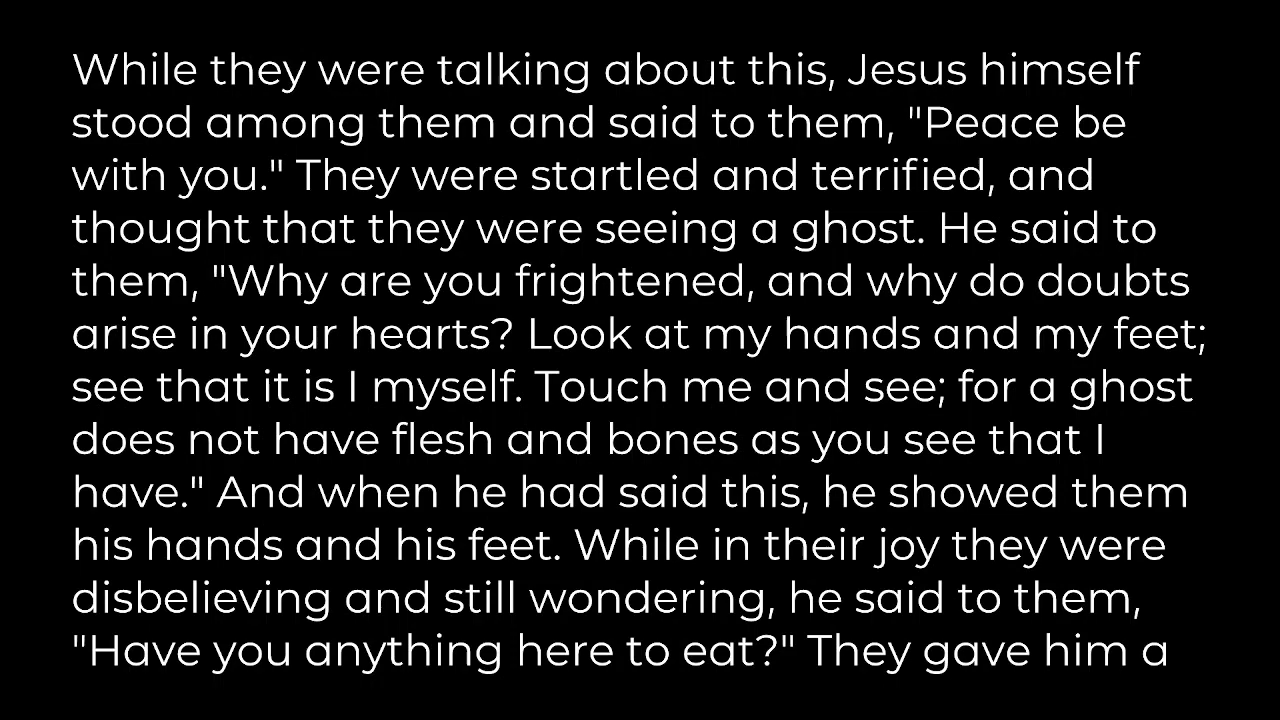 While they were talking about this, Jesus himself
stood among them and said to them, "Peace be
with you." They were startled and terrified, and
thought that they were seeing a ghost. He said to
them, "Why are you frightened, and why do doubts
arise in your hearts? Look at my hands and my feet;
see that it is I myself. Touch me and see; for a ghost
does not have flesh and bones as you see that I
have." And when he had said this, he showed them
his hands and his feet. While in their joy they were
disbelieving and still wondering, he said to them,
"Have you anything here to eat?" They gave him a